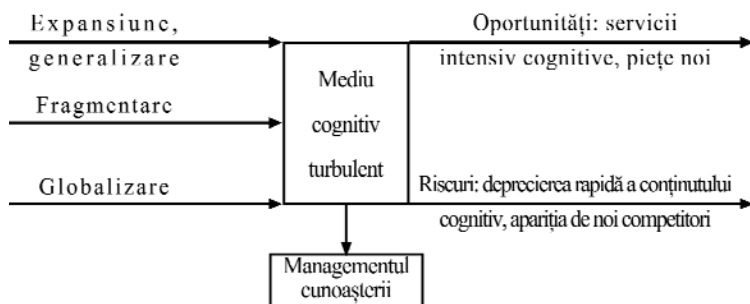 Expansiune,
generalizare
Fragmentare
Globalizare
Mediu
cognitiv
turbulent
Oportunități: servicii
intensiv cognitive, piețe noi
Riscuri: deprecierea rapidă a conținutului
cognitiv, apariția de noi competitori
Managementul
cunoașterii